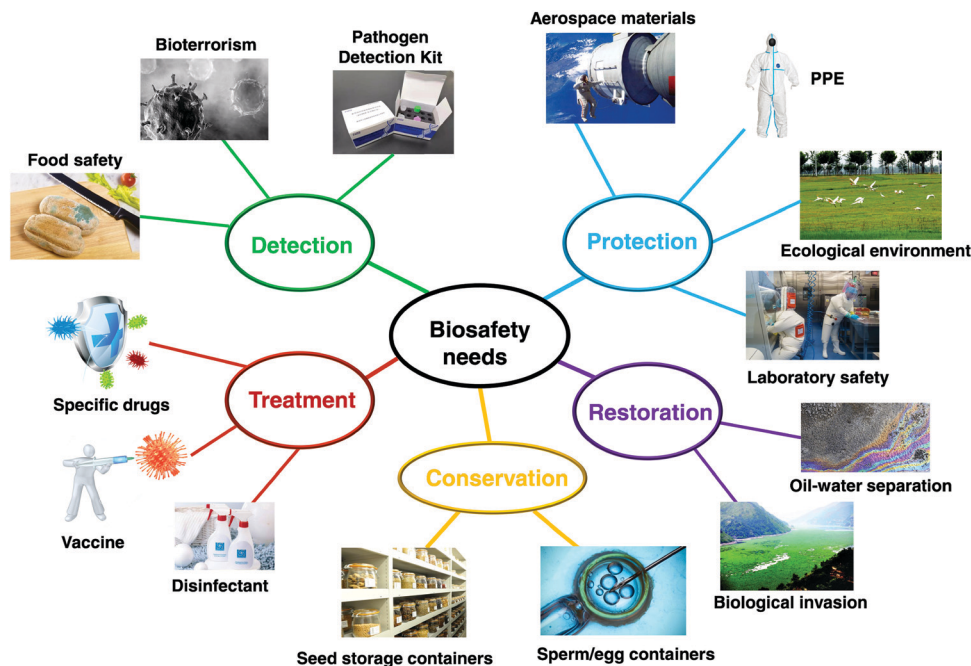 Aerospace materials
Bioterrorism
Pathogen
Detection Kit
PPE
Food safety
Detection
Protection
Ecological environment
Biosafety
needs
Laboratory safety
Specific drugs
Treatment
Restoration
Conservation
Oil-water separation
Vaccine
Disinfectant
Biological invasion
Seed storage containers
Sperm/egg containers